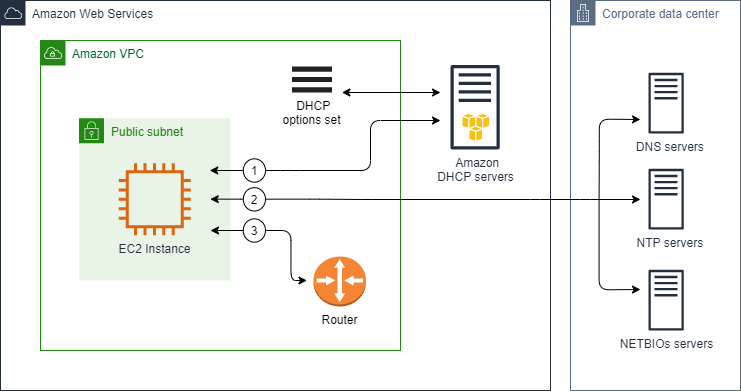 Amazon Web Services
Corporate data center
Amazon VPC
DHCP
options set
Amazon
DHCP servers
Public subnet
EC2 Instance
1
2
3
Router
DNS servers
NTP servers
NETBIOs servers